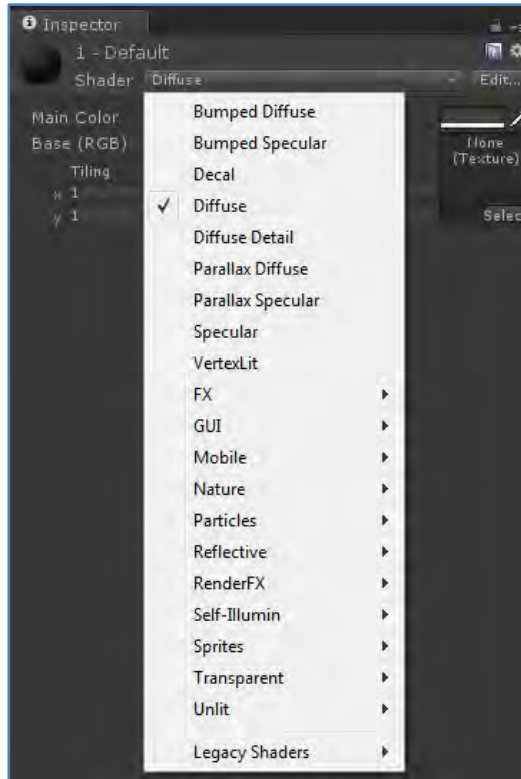 Inspector
1 - Default
Shader Diffuse Edit...
Main Color
Base (RGB)
Tiling
x 1
y 1
None
(Texture)
Selec
Bumped Diffuse
Bumped Specular
Decal
Diffuse
Diffuse Detail
Parallax Diffuse
Parallax Specular
Specular
VertexLit
FX
GUI
Mobile
Nature
Particles
Reflective
RenderFX
Self-Illumin
Sprites
Transparent
Unlit
Legacy Shaders